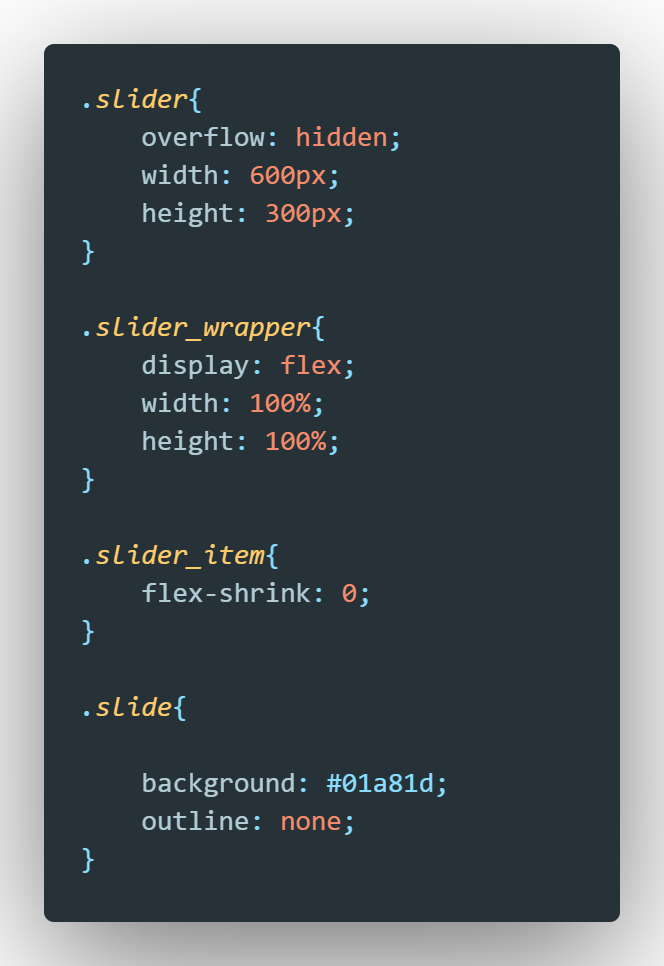 .slider{
    overflow: hidden;
    width: 600px;
    height: 300px;
}

.slider_wrapper{
    display: flex;
    width: 100%;
    height: 100%;
}

.slider_item{
    flex-shrink: 0;
}

.slide{

    background: #01a81d;
    outline: none;
}